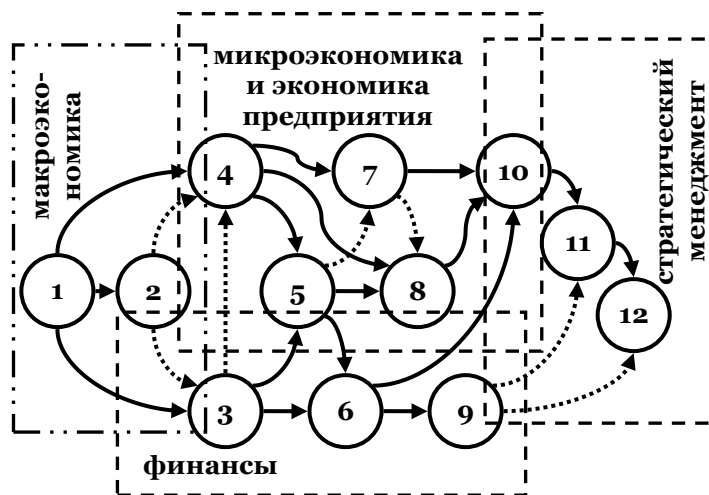 микроэкономика
и экономика
предприятия
макроэко-
номика
стратегический
менеджмент
4
7
10
11
1
2
5
8
12
3
6
9
финансы